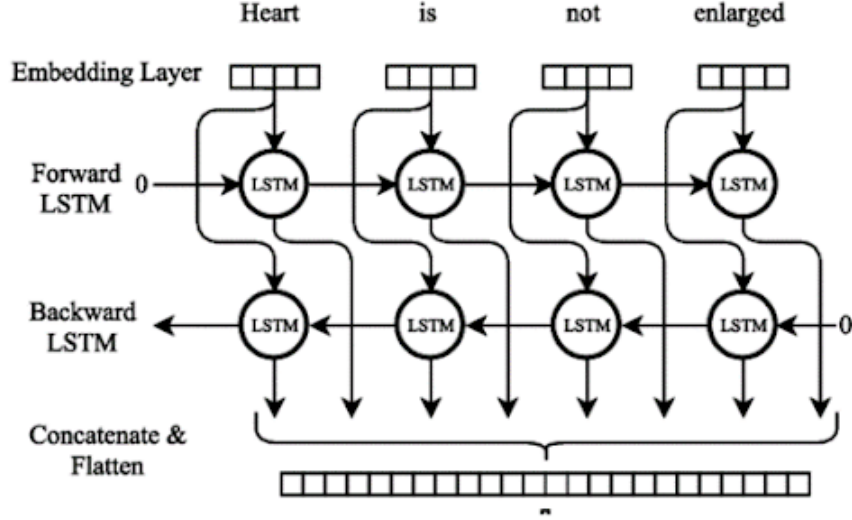 Heart is not enlarged
Embedding Layer
Forward
LSTM
0
LSTM LSTM LSTM LSTM
Backward
LSTM
LSTM LSTM LSTM LSTM
0
Concatenate &
Flatten